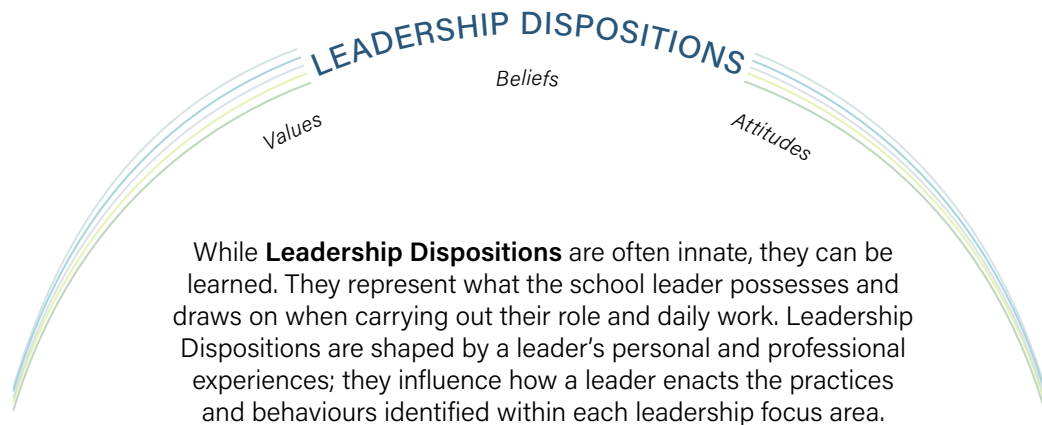 LEADERSHIP DISPOSITIONS
Beliefs
Values
Attitudes
While Leadership Dispositions are often innate, they can be
learned. They represent what the school leader possesses and
draws on when carrying out their role and daily work. Leadership
Dispositions are shaped by a leader’s personal and professional
experiences; they influence how a leader enacts the practices
and behaviours identified within each leadership focus area.